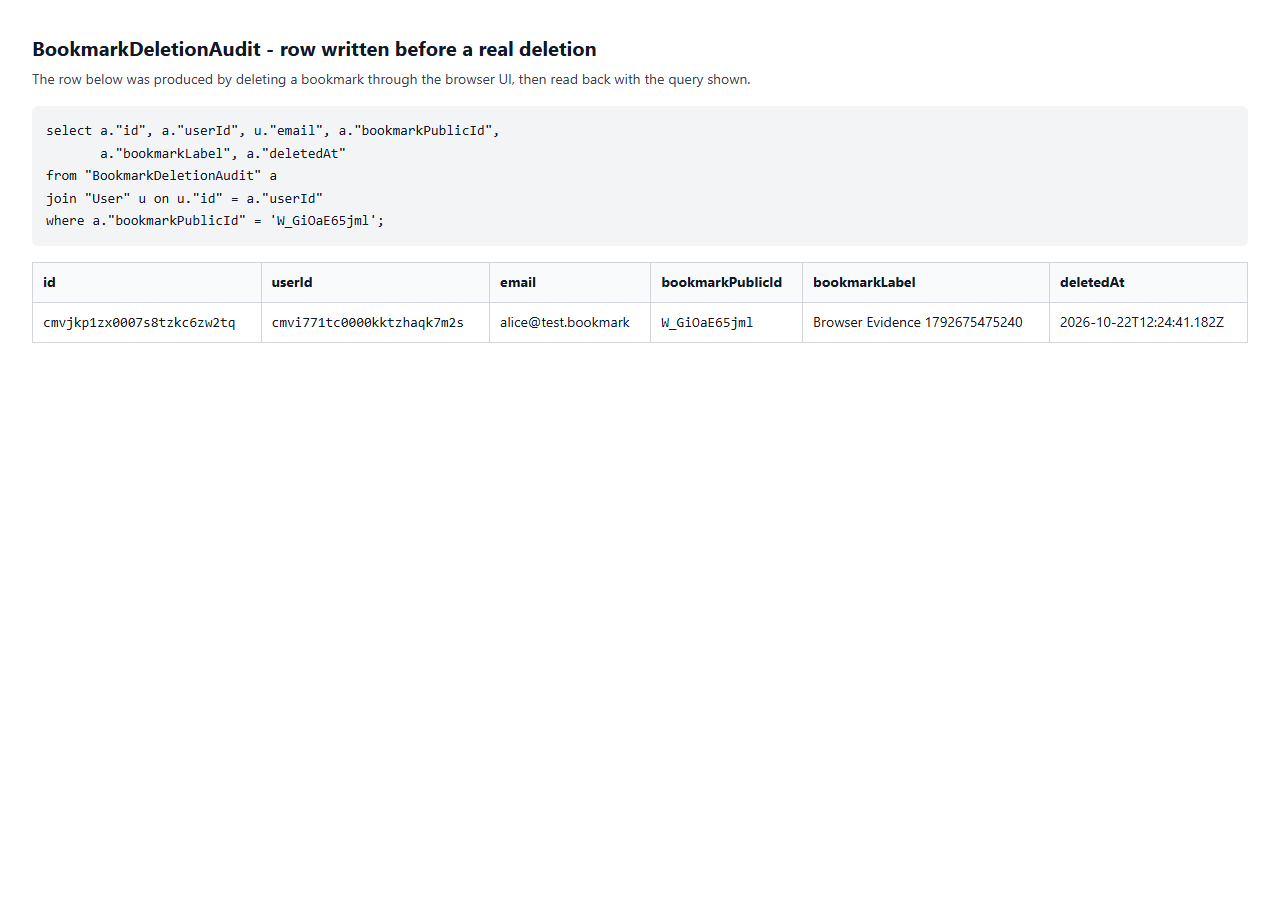 BookmarkDeletionAudit - row written before a real deletion
The row below was produced by deleting a bookmark through the browser UI, then read back with the query shown.
select a."id", a."userId", u."email", a."bookmarkPublicId",
       a."bookmarkLabel", a."deletedAt"
from "BookmarkDeletionAudit" a
join "User" u on u."id" = a."userId"
where a."bookmarkPublicId" = 'W_GiOaE65jml';
id userId email bookmarkPublicId bookmarkLabel deletedAt
cmvjkp1zx0007s8tzkc6zw2tq cmvi771tc0000kktzhaqk7m2s alice@test.bookmark W_GiOaE65jml Browser Evidence 1792675475240 2026-10-22T12:24:41.182Z